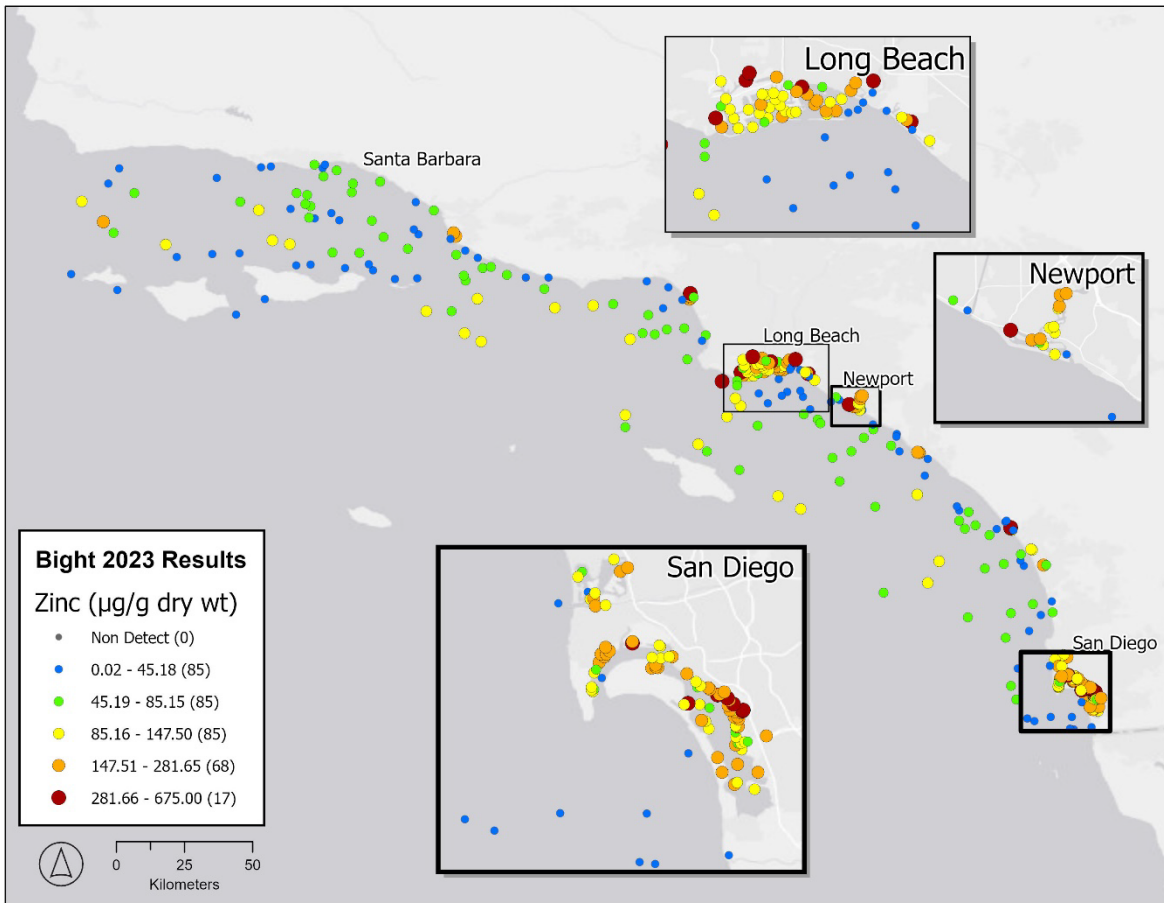 Long Beach
Santa Barbara
Newport
Long Beach
Newport
San Diego
San Diego
Bight 2023 Results
Zinc (µg/g dry wt)
Non Detect (0)
0.02 - 45.18 (85)
45.19 - 85.15 (85)
85.16 - 147.50 (85)
147.51 - 281.65 (68)
281.66 - 675.00 (17)
0 25 50
Kilometers